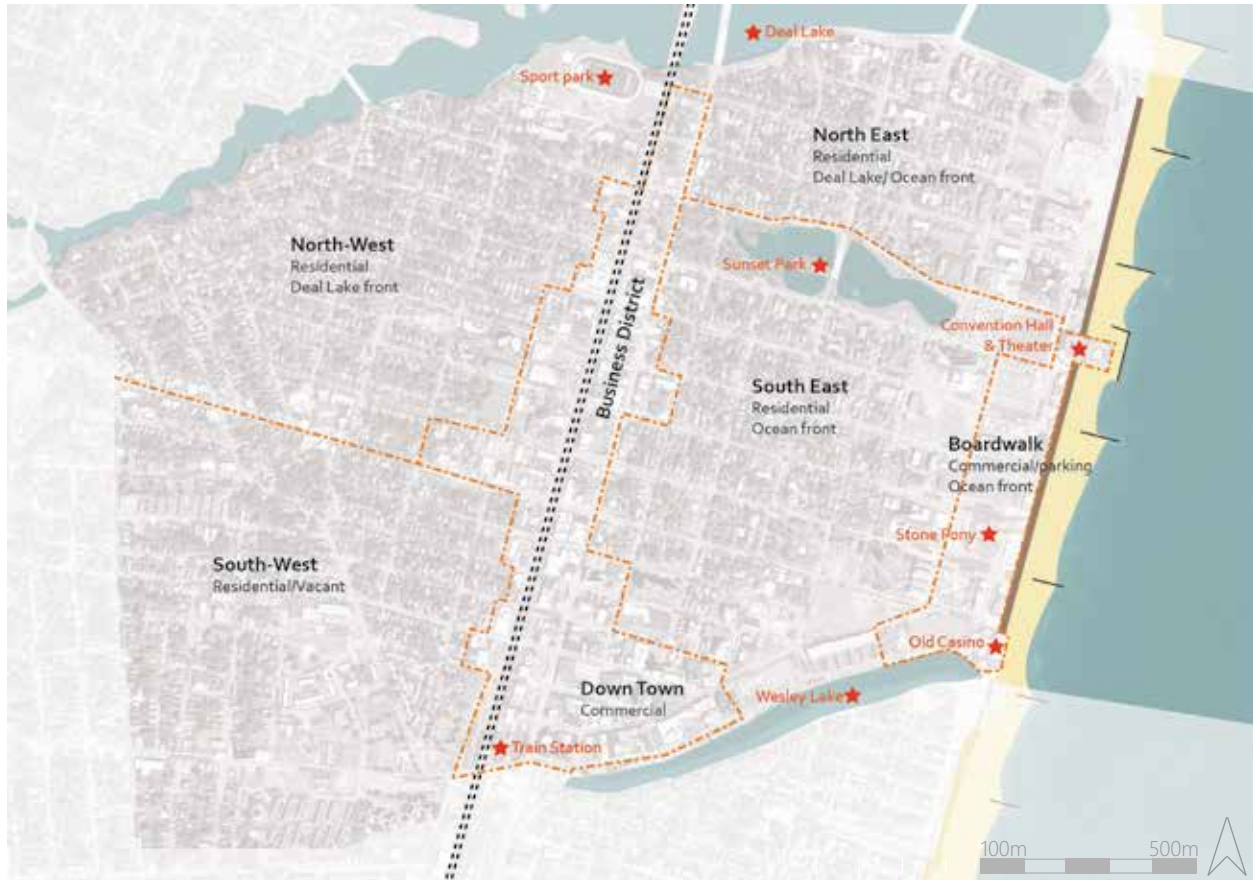 Deal Lake
Sport park
North East
Residential
Deal Lake/ Ocean front
North-West
Residential
Deal Lake front
Sunset Park
Business District
Convention Hall
& Theater
South East
Residential
Ocean front
Boardwalk
Commercial/parking
Ocean front
Stone Pony
South-West
Residential/Vacant
Old Casino
Down Town
Commercial
Wesley Lake
Train Station
100m
500m